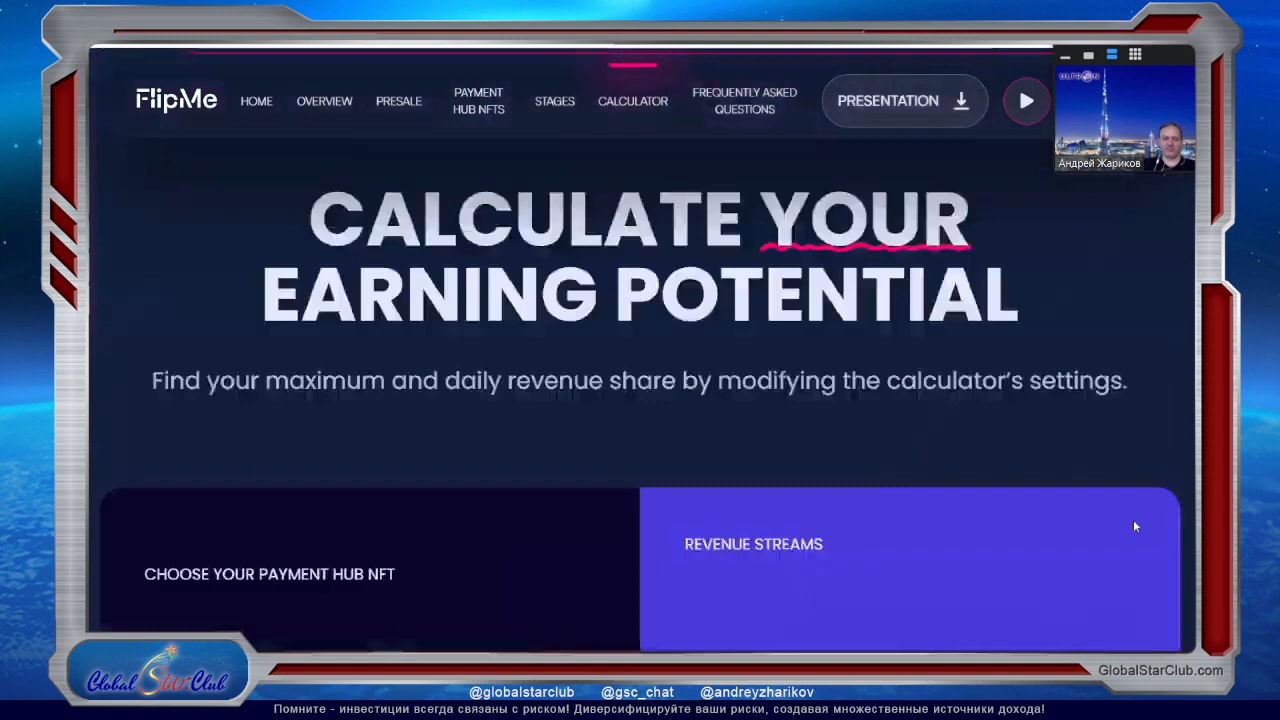 FlipMe
HOME
OVERVIEW
PRESALE
PAYMENT
HUB NFTS
STAGES
CALCULATOR
FREQUENTLY ASKED
QUESTIONS
PRESENTATION
ULTRON
Андрей Жариков
CALCULATE YOUR
EARNING POTENTIAL
Find your maximum and daily revenue share by modifying the calculator's settings.
CHOOSE YOUR PAYMENT HUB NFT
REVENUE STREAMS
Global Star Club
GlobalStarClub.com
@globalstarclub @gsc_chat @andreyzharikov
Помните - инвестиции всегда связаны с риском! Диверсифицируйте ваши риски, создавая множественные источники дохода!